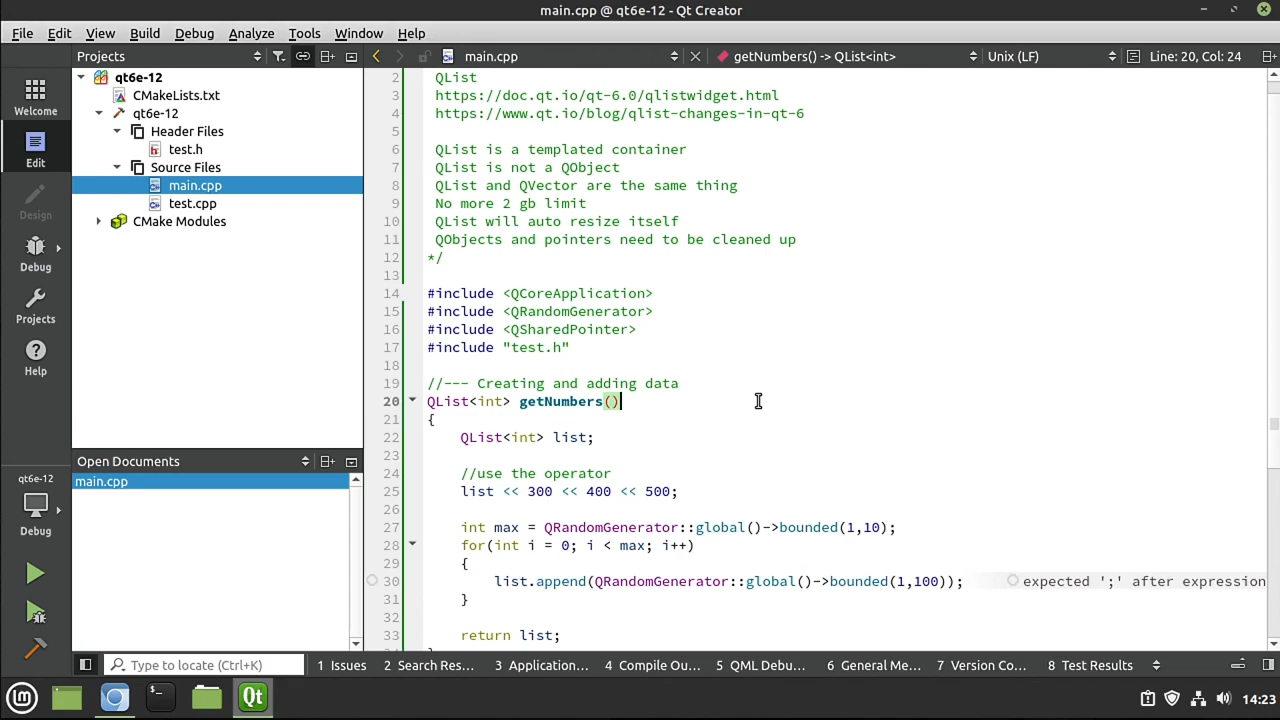 main.cpp @ qt6e-12 - Qt Creator
File Edit View Build Debug Analyze Tools Window Help
Projects main.cpp getNumbers() -> QList<int> Unix (LF) Line: 20, Col: 24
Welcome
Edit
Design
Debug
Projects
Help
qt6e-12
Debug
qt6e-12
CMakeLists.txt
qt6e-12
Header Files
test.h
Source Files
main.cpp
test.cpp
CMake Modules
Open Documents
main.cpp
2 QList
3 https://doc.qt.io/qt-6.0/qlistwidget.html
4 https://www.qt.io/blog/qlist-changes-in-qt-6
5
6 QList is a templated container
7 QList is not a QObject
8 QList and QVector are the same thing
9 No more 2 gb limit
10 QList will auto resize itself
11 QObjects and pointers need to be cleaned up
12 */
13
14 #include <QCoreApplication>
15 #include <QRandomGenerator>
16 #include <QSharedPointer>
17 #include "test.h"
18
19 //--- Creating and adding data
20 QList<int> getNumbers()
21 {
22 QList<int> list;
23
24 //use the operator
25 list << 300 << 400 << 500;
26
27 int max = QRandomGenerator::global()->bounded(1,10);
28 for(int i = 0; i < max; i++)
29 {
30 list.append(QRandomGenerator::global()->bounded(1,100)); expected ';' after expression
31 }
32
33 return list;
Type to locate (Ctrl+K) 1 Issues 2 Search Res... 3 Application... 4 Compile Ou... 5 QML Debu... 6 General Me... 7 Version Co... 8 Test Results
14:23